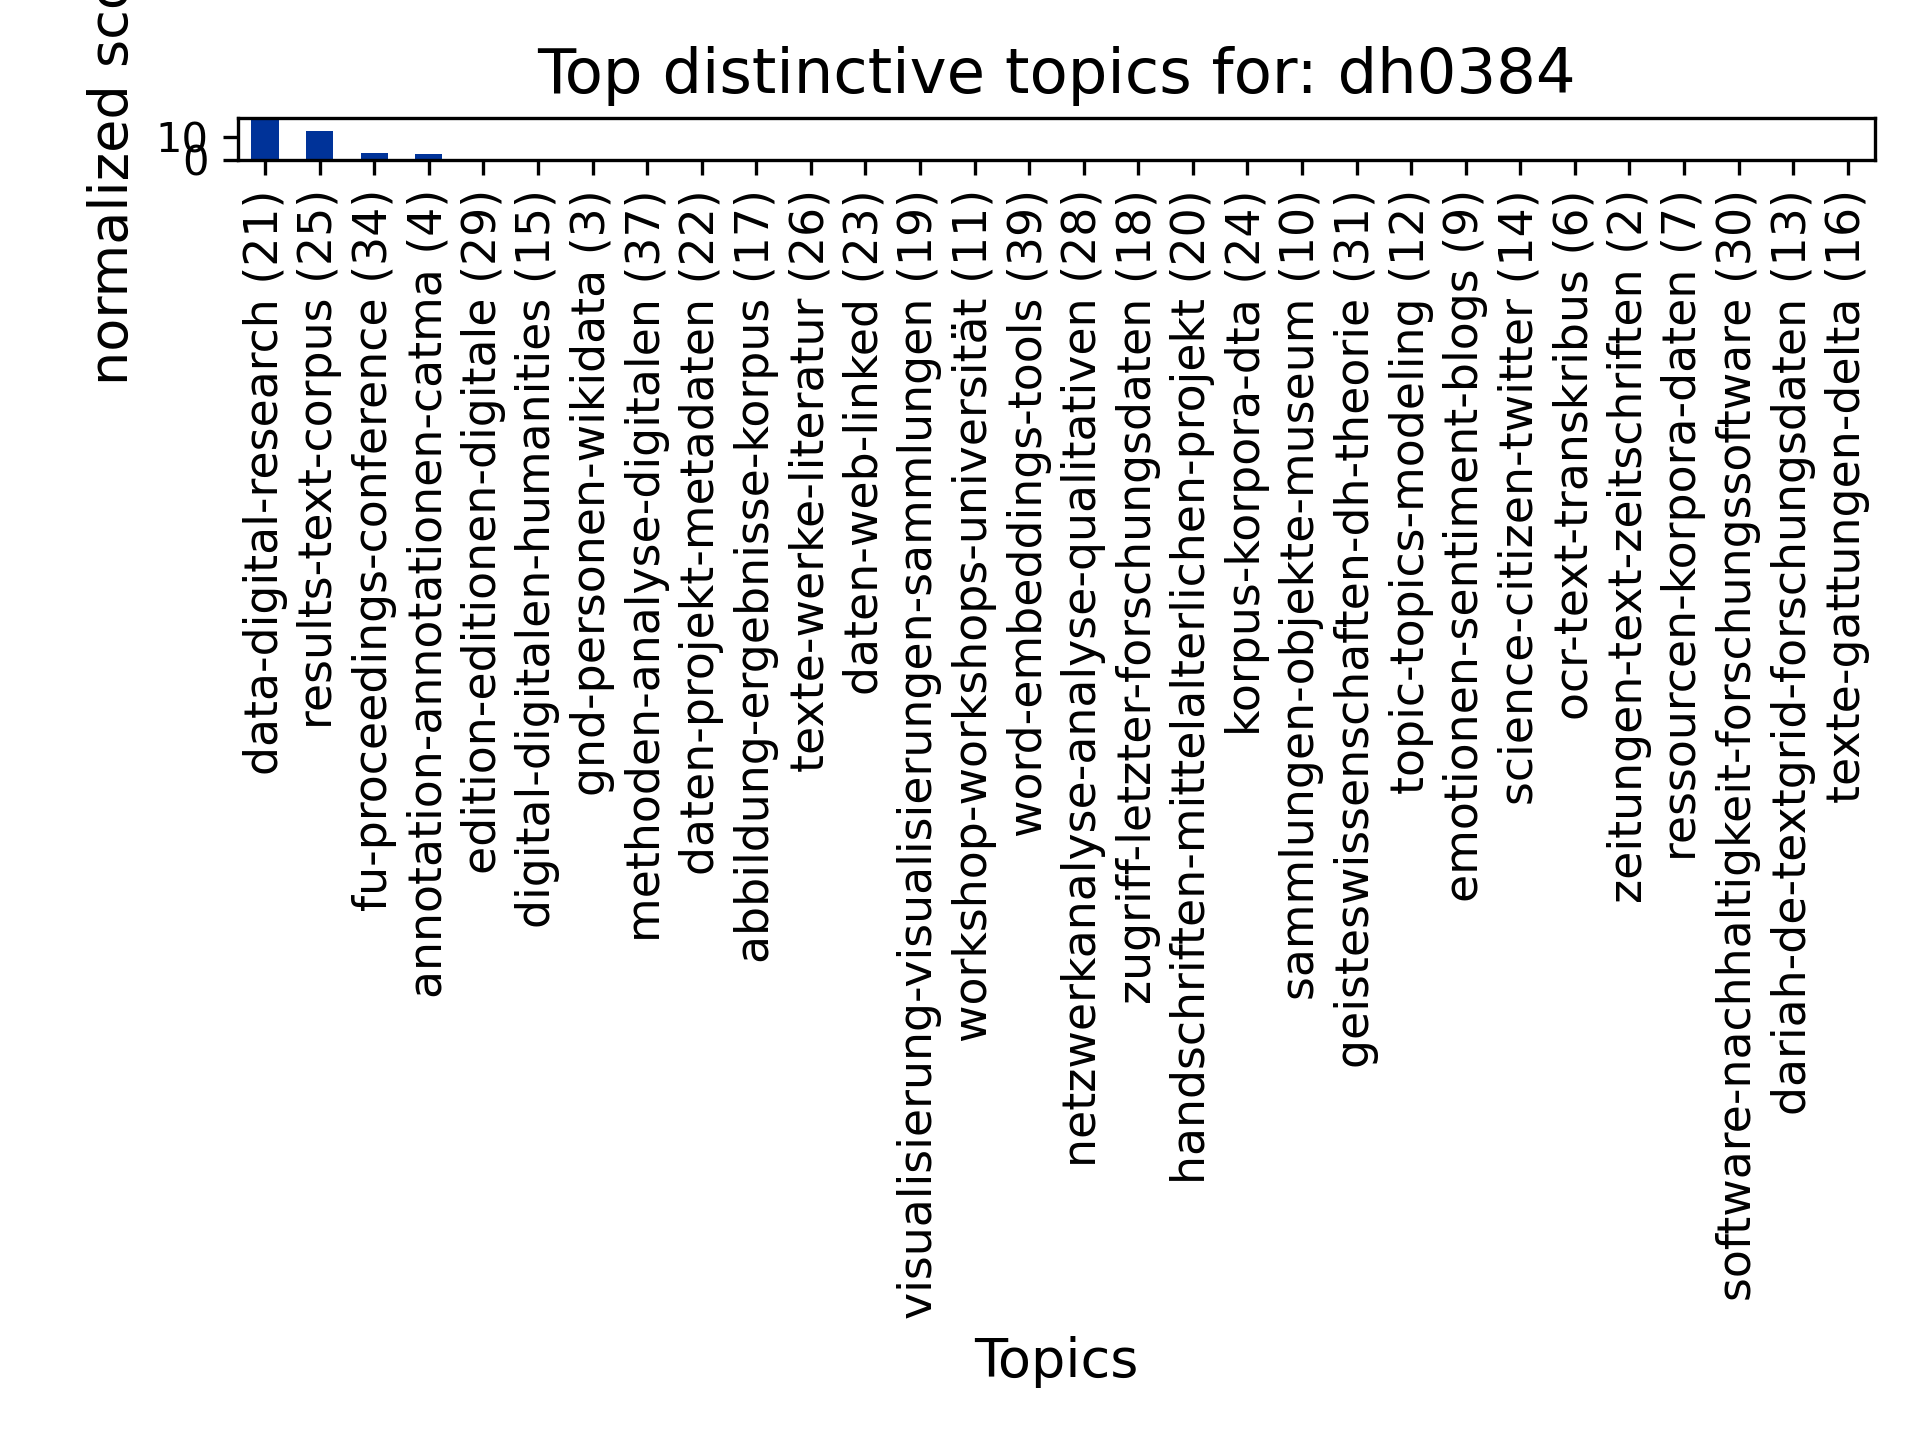 Top distinctive topics for: dh0384
normalized
10
0
data-digital-research (21)
results-text-corpus (25)
fu-proceedings-conference (34)
annotation-annotationen-catma (4)
edition-editionen-digitale (29)
digital-digitalen-humanities (15)
gnd-personen-wikidata (3)
methoden-analyse-digitalen (37)
daten-projekt-metadaten (22)
abbildung-ergebnisse-korpus (17)
texte-werke-literatur (26)
daten-web-linked (23)
visualisierung-visualisierungen-sammlungen (19)
workshop-workshops-universität (11)
word-embeddings-tools (39)
netzwerkanalyse-analyse-qualitativen (28)
zugriff-letzter-forschungsdaten (18)
handschriften-mittelalterlichen-projekt (20)
korpus-korpora-dta (24)
sammlungen-objekte-museum (10)
geisteswissenschaften-dh-theorie (31)
topic-topics-modeling (12)
emotionen-sentiment-blogs (9)
science-citizen-twitter (14)
ocr-text-transkribus (6)
zeitungen-text-zeitschriften (2)
ressourcen-korpora-daten (7)
software-nachhaltigkeit-forschungssoftware (30)
dariah-de-textgrid-forschungsdaten (13)
texte-gattungen-delta (16)
Topics